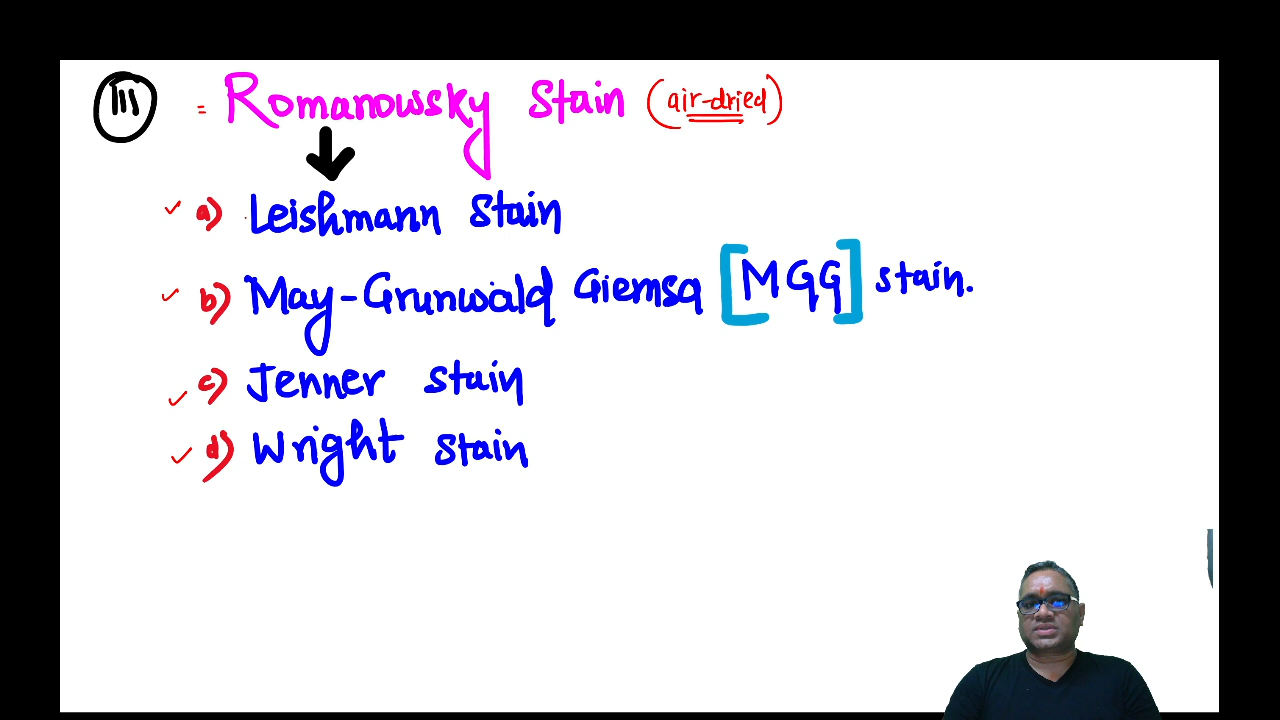 III = Romanowsky Stain (air-dried)
a) Leishmann Stain
b) May-Grunwald Giemsa [MGG] stain.
c) Jenner stain
d) Wright stain